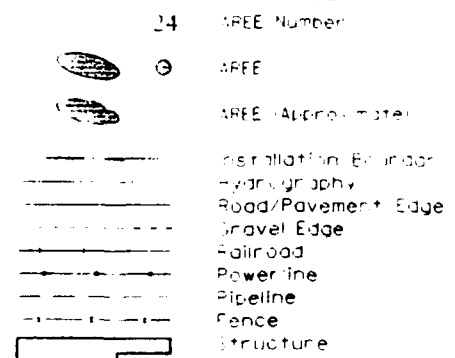 24 AREE Number
AREE
AREE (Approximate)
Installation Boundary
Hydrography
Road/Pavement Edge
Gravel Edge
Railroad
Powerline
Pipeline
Fence
Structure